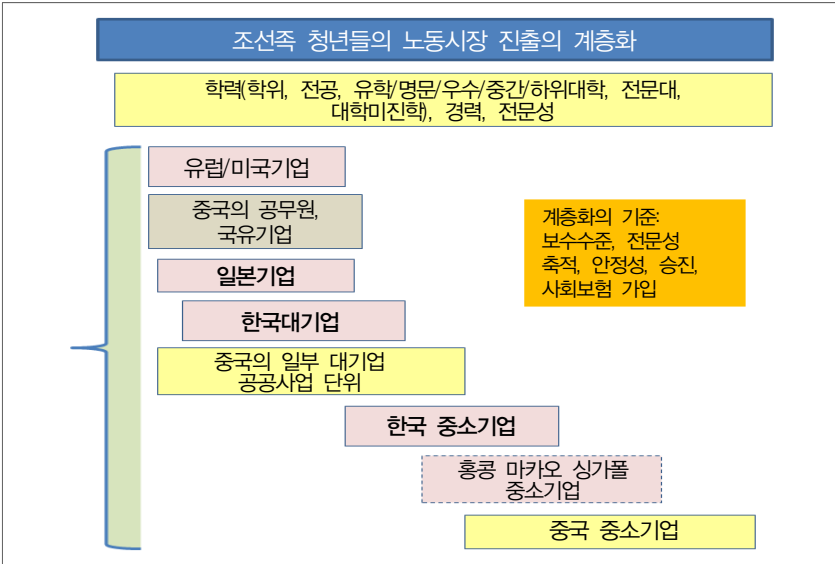 조선족 청년들의 노동시장 진출의 계층화
학력(학위, 전공, 유학/명문/우수/중간/하위대학, 전문대,
대학미진학), 경력, 전문성
유럽/미국기업
중국의 공무원,
국유기업
계층화의 기준:
보수수준, 전문성
축적, 안정성, 승진,
사회보험 가입
일본기업
한국대기업
중국의 일부 대기업
공공사업 단위
한국 중소기업
홍콩 마카오 싱가폴
중소기업
중국 중소기업